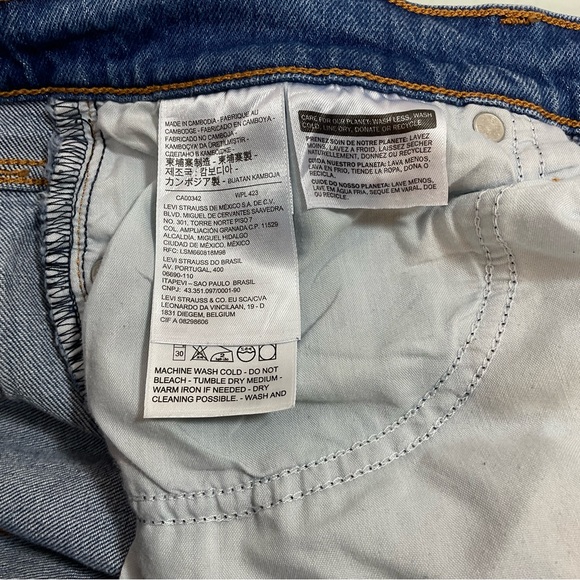 MADE IN CAMBODIA - FABRIQUÉ AU
CAMBODGE - FABRICADO EN CAMBOYA
FABRICADO NO CAMBOJA -
СДЕЛАНО В КАМБОДЖЕ -
柬埔寨制造 - 柬埔寨製
제조국: 캄보디아 -
カンボジア製 - BUATAN KAMBOJA
CA00342 WPL 423
LEVI STRAUSS DE MÉXICO S.A. DE C.V.
BLVD. MIGUEL DE CERVANTES SAAVEDRA
NO. 301, TORRE NORTE PISO 7
COL. AMPLIACIÓN GRANADA C.P. 11529
ALCALDÍA. MIGUEL HIDALGO
CIUDAD DE MÉXICO, MÉXICO
RFC: LSM660818M98
LEVI STRAUSS DO BRASIL
AV. PORTUGAL, 400
06690-110
ITAPEVI – SAO PAULO BRASIL
CNPJ: 43.351.097/0001-90
LEVI STRAUSS & CO. EU SCA/CVA
LEONARDO DA VINCILAAN, 19 - D
1831 DIEGEM, BELGIUM
CIF A 08298606
30
MACHINE WASH COLD - DO NOT
BLEACH - TUMBLE DRY MEDIUM -
WARM IRON IF NEEDED - DRY
CLEANING POSSIBLE. - WASH AND
CARE FOR OUR PLANET: WASH LESS, WASH
COLD, LINE DRY, DONATE OR RECYCLE.
PRENEZ SOIN DE NOTRE PLANETE: LAVEZ
MOINS, LAVEZ A FROID, LAISSEZ SECHER
NATURELLEMENT, DONNEZ OU RECYCLEZ.
CUIDA NUESTRO PLANETA: LAVA MENOS,
LAVA EN FRIO, TIENDE LA ROPA, DONA O
RECICLA.
CUIDE DO NOSSO PLANETA: LAVE MENOS,
LAVE EM AGUA FRIA, SEQUE EM VARAL, DOE
OU RECICLE.